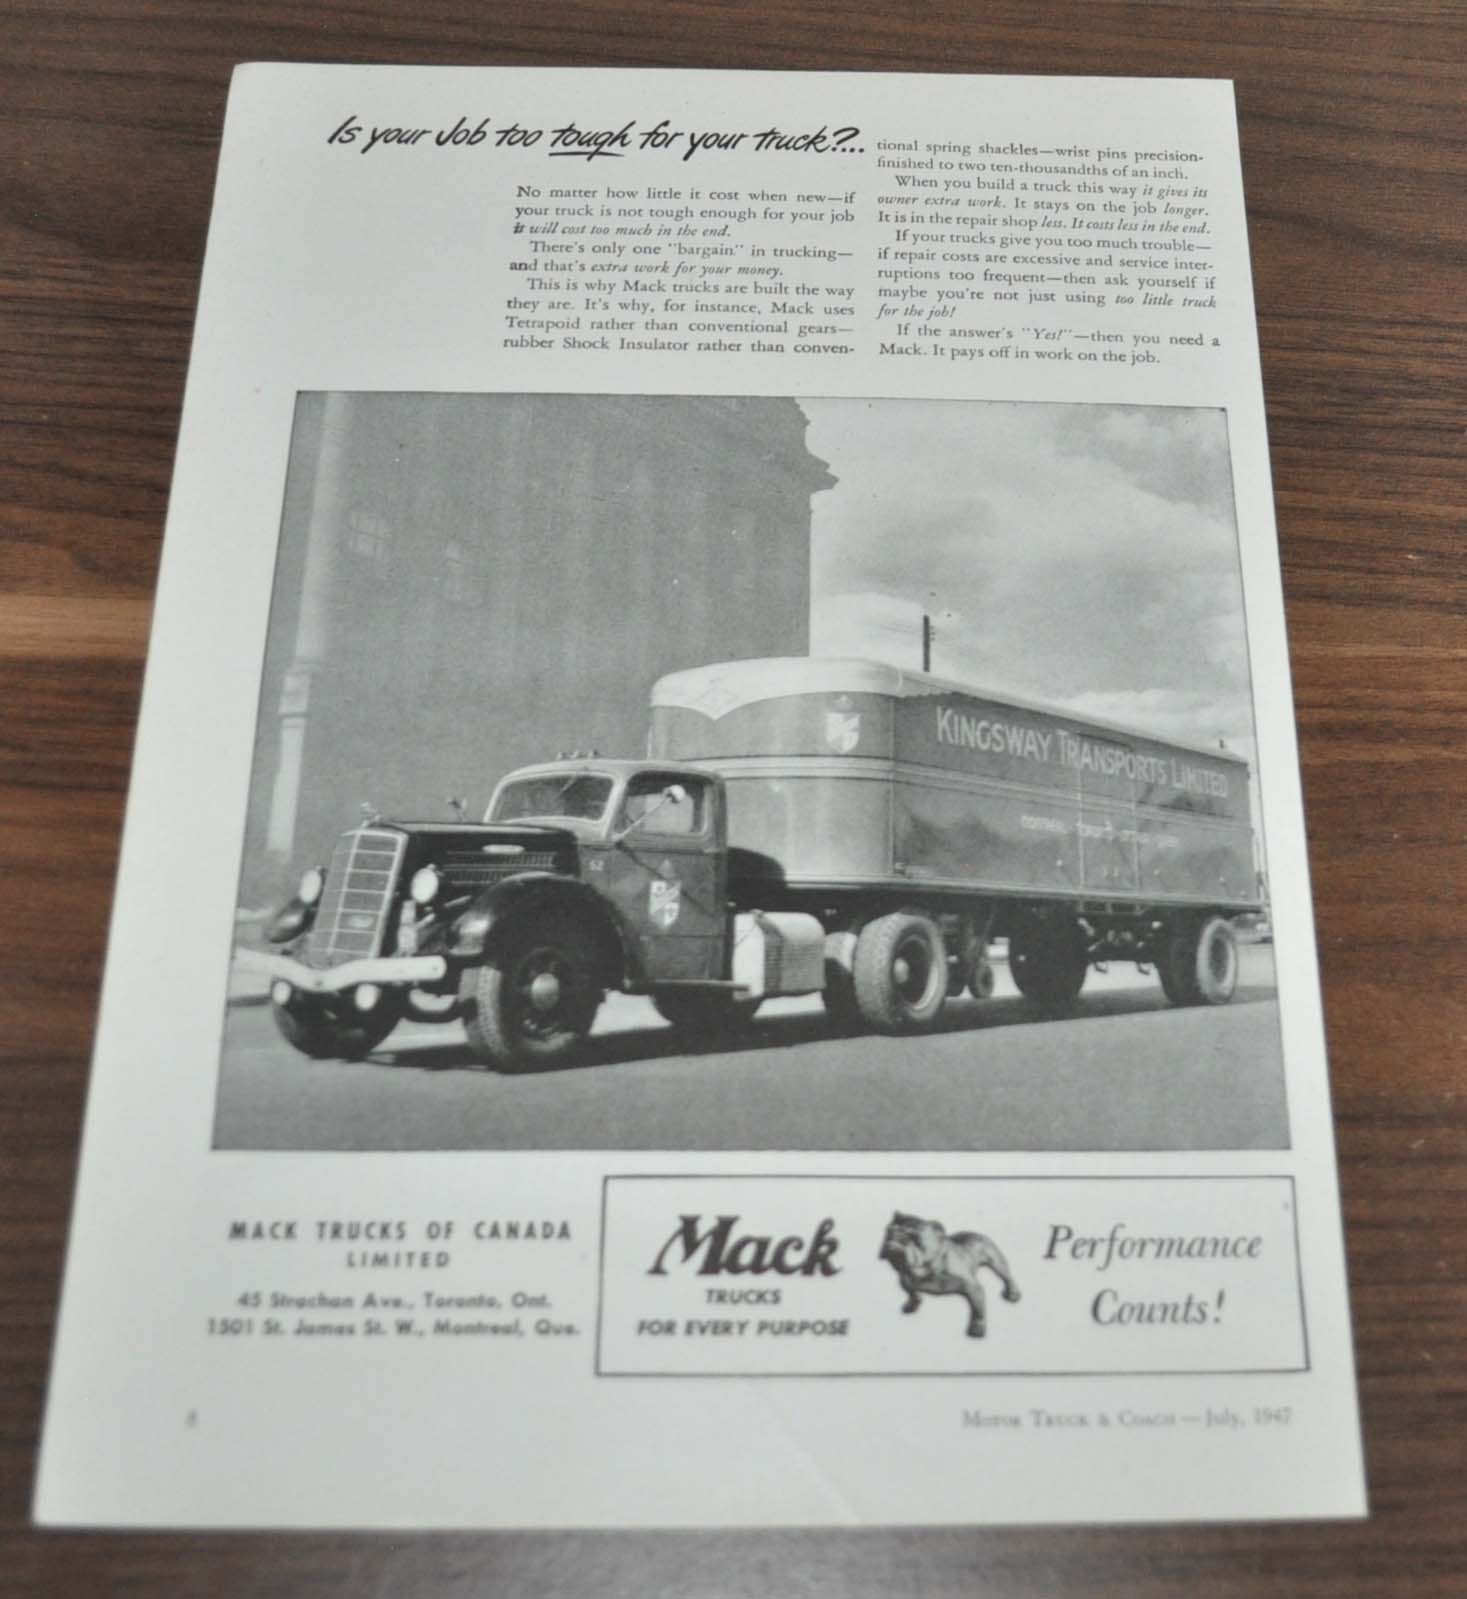 Is your Job too tough for your truck?...
No matter how little it cost when new—if
your truck is not tough enough for your job
it will cost too much in the end.
There's only one "bargain" in trucking—
and that's extra work for your money.
This is why Mack trucks are built the way
they are. It's why, for instance, Mack uses
Tetrapoid rather than conventional gears—
rubber Shock Insulator rather than conven-
tional spring shackles—wrist pins precision-
finished to two ten-thousandths of an inch.
When you build a truck this way it gives its
owner extra work. It stays on the job longer.
It is in the repair shop less. It costs less in the end.
If your trucks give you too much trouble—
if repair costs are excessive and service inter-
ruptions too frequent—then ask yourself if
maybe you're not just using too little truck
for the job!
If the answer's "Yes!"—then you need a
Mack. It pays off in work on the job.
KINGSWAY TRANSPORTS LIMITED
52
MACK TRUCKS OF CANADA
LIMITED
45 Strachan Ave., Toronto, Ont.
1501 St. James St. W., Montreal, Que.
Mack
TRUCKS
FOR EVERY PURPOSE
Performance
Counts!
8
MOTOR TRUCK & COACH — July, 1947